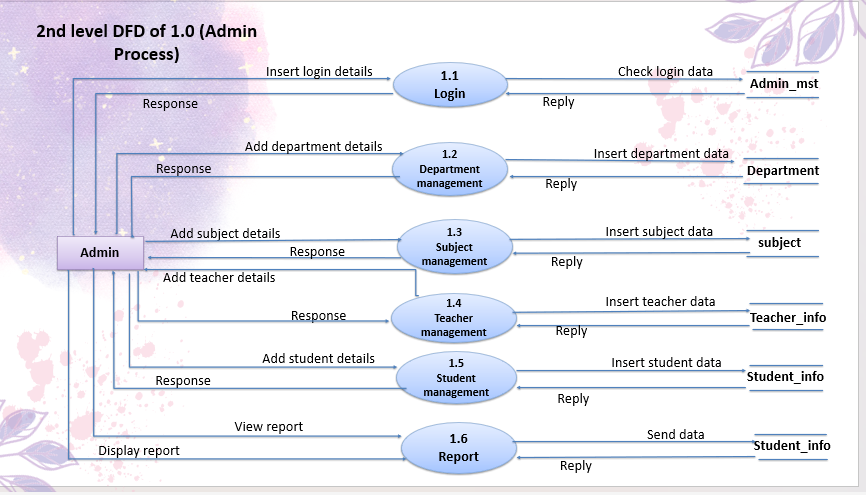 2nd level DFD of 1.0 (Admin
Process)
Insert login details
Response
1.1
Login
Check login data
Reply
Admin_mst
Add department details
Response
1.2
Department
management
Insert department data
Reply
Department
Admin
Add subject details
Response
1.3
Subject
management
Insert subject data
Reply
subject
Add teacher details
Response
1.4
Teacher
management
Insert teacher data
Reply
Teacher_info
Add student details
Response
1.5
Student
management
Insert student data
Reply
Student_info
View report
Display report
1.6
Report
Send data
Reply
Student_info